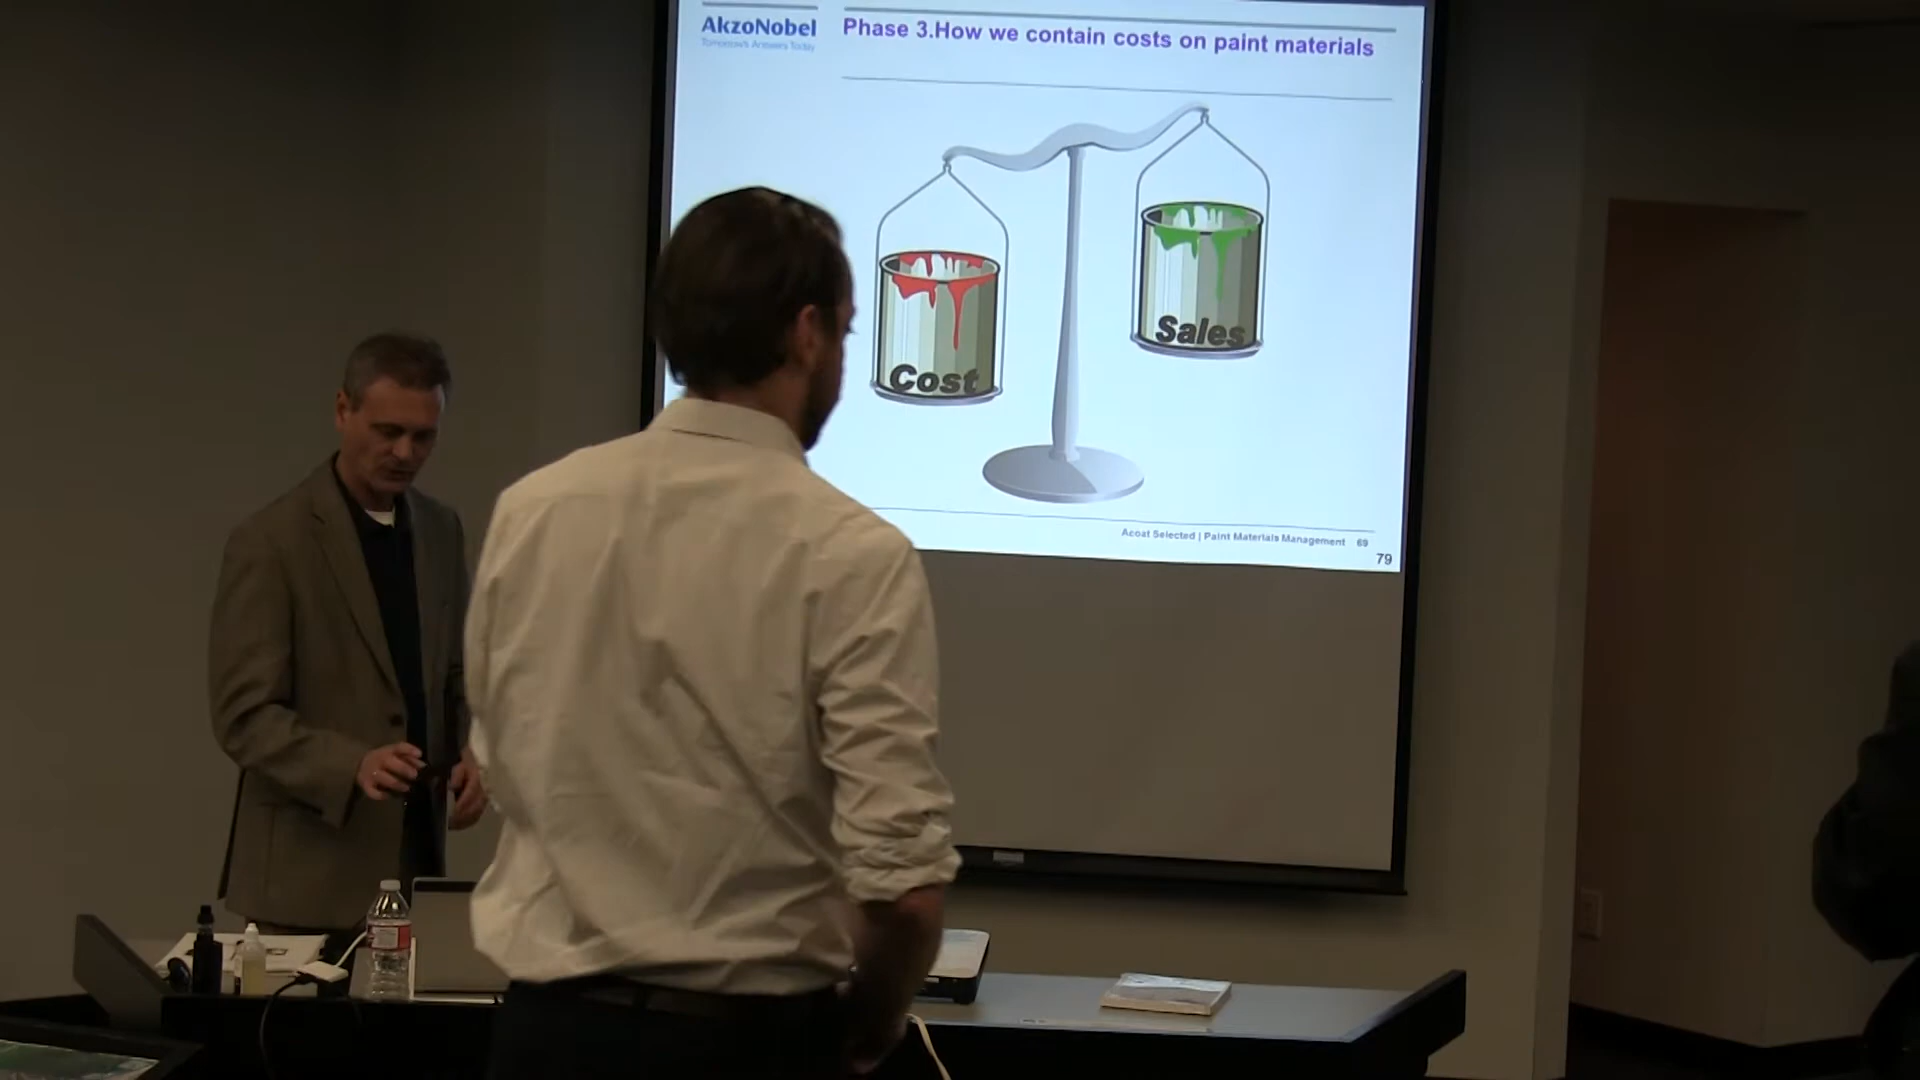 AkzoNobel
Tomorrow's Answers Today
Phase 3.How we contain costs on paint materials
Cost
Sales
Acoat Selected | Paint Materials Management 69
79